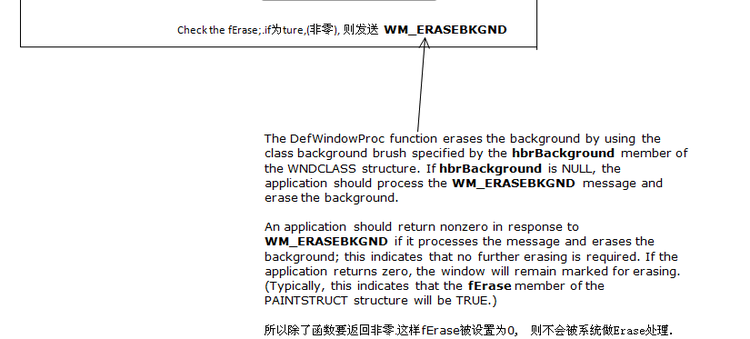 Check the fErase;.if为ture,(非零), 则发送 WM_ERASEBKGND
The DefWindowProc function erases the background by using the
class background brush specified by the hbrBackground member of
the WNDCLASS structure. If hbrBackground is NULL, the
application should process the WM_ERASEBKGND message and
erase the background.
An application should return nonzero in response to
WM_ERASEBKGND if it processes the message and erases the
background; this indicates that no further erasing is required. If the
application returns zero, the window will remain marked for erasing.
(Typically, this indicates that the fErase member of the
PAINTSTRUCT structure will be TRUE.)
所以除了函数要返回非零.这样fErase被设置为0, 则不会被系统做Erase处理.